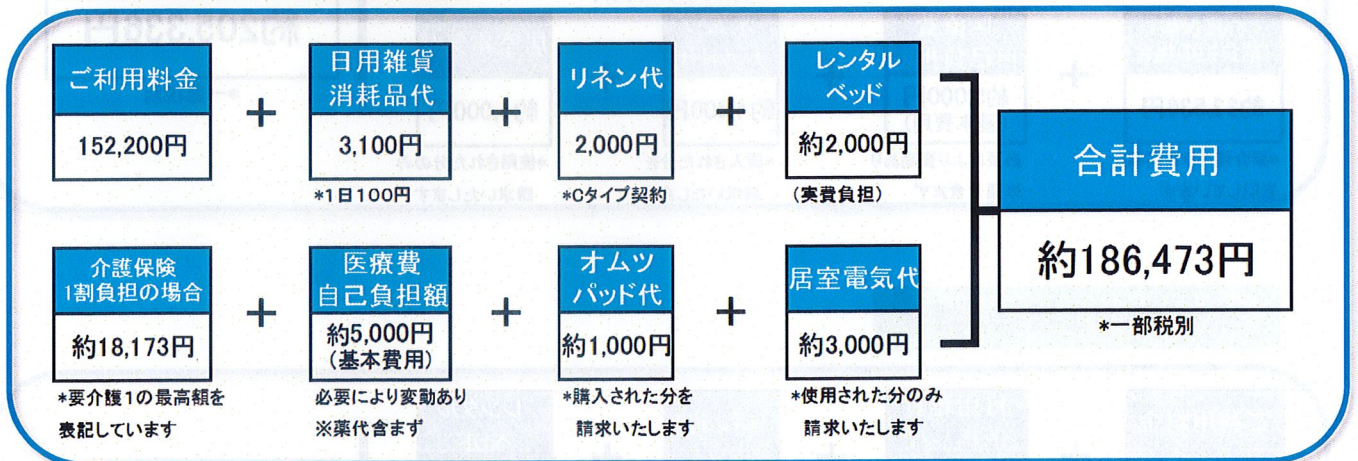 ご利用料金
152,200円
+
日用雑貨
消耗品代
3,100円
*1日100円
+
リネン代
2,000円
*Cタイプ契約
+
レンタル
ベッド
約2,000円
(実費負担)
介護保険
1割負担の場合
約18,173円
*要介護1の最高額を
表記しています
+
医療費
自己負担額
約5,000円
(基本費用)
必要により変動あり
※薬代含まず
+
オムツ
パッド代
約1,000円
*購入された分を
請求いたします
+
居室電気代
約3,000円
*使用された分のみ
請求いたします
合計費用
約186,473円
*一部税別